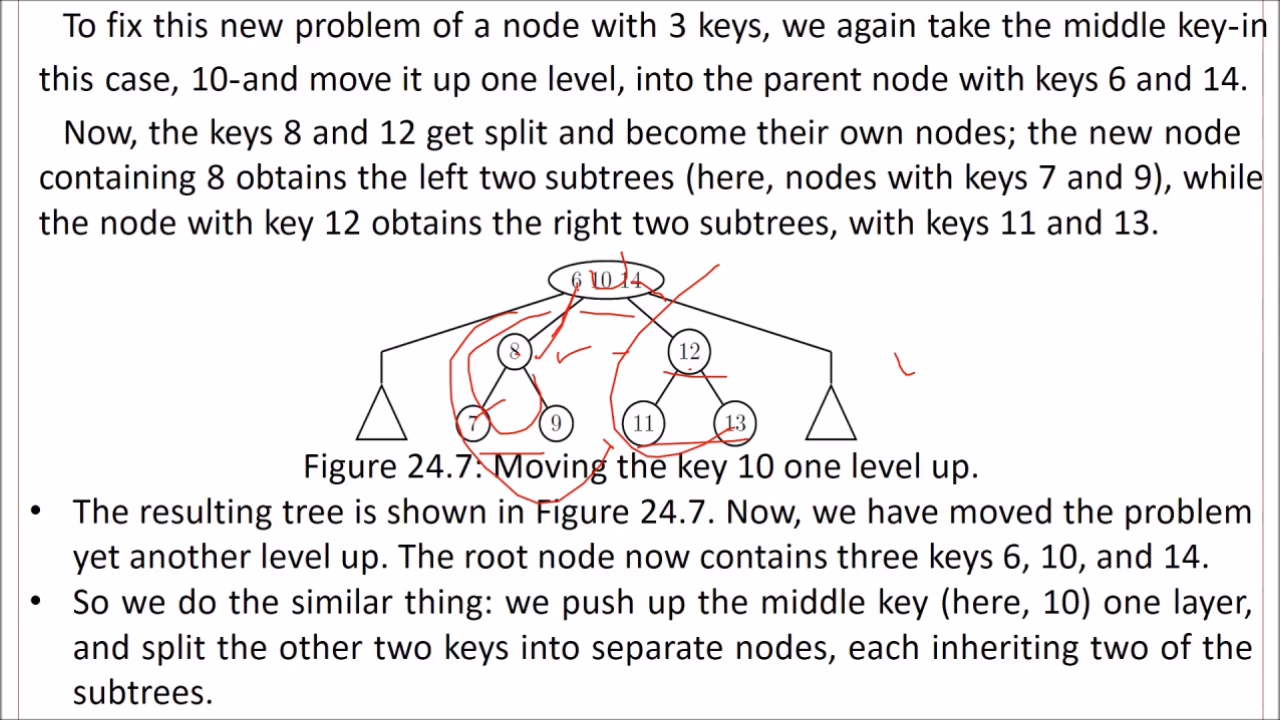 To fix this new problem of a node with 3 keys, we again take the middle key-in
this case, 10-and move it up one level, into the parent node with keys 6 and 14.
Now, the keys 8 and 12 get split and become their own nodes; the new node
containing 8 obtains the left two subtrees (here, nodes with keys 7 and 9), while
the node with key 12 obtains the right two subtrees, with keys 11 and 13.
6 10 14
8 12
7 9 11 13
Figure 24.7: Moving the key 10 one level up.
• The resulting tree is shown in Figure 24.7. Now, we have moved the problem
yet another level up. The root node now contains three keys 6, 10, and 14.
• So we do the similar thing: we push up the middle key (here, 10) one layer,
and split the other two keys into separate nodes, each inheriting two of the
subtrees.